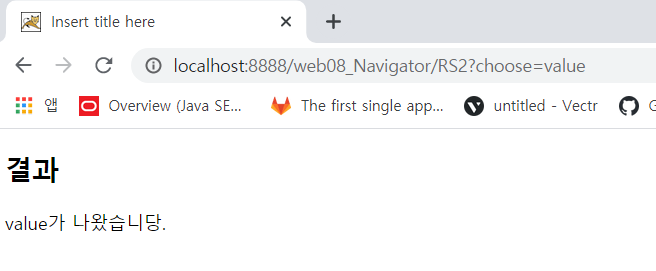 Insert title here
localhost:8888/web08_Navigator/RS2?choose=value
앱 Overview (Java SE... The first single app... untitled - Vectr G
결과
value가 나왔습니당.